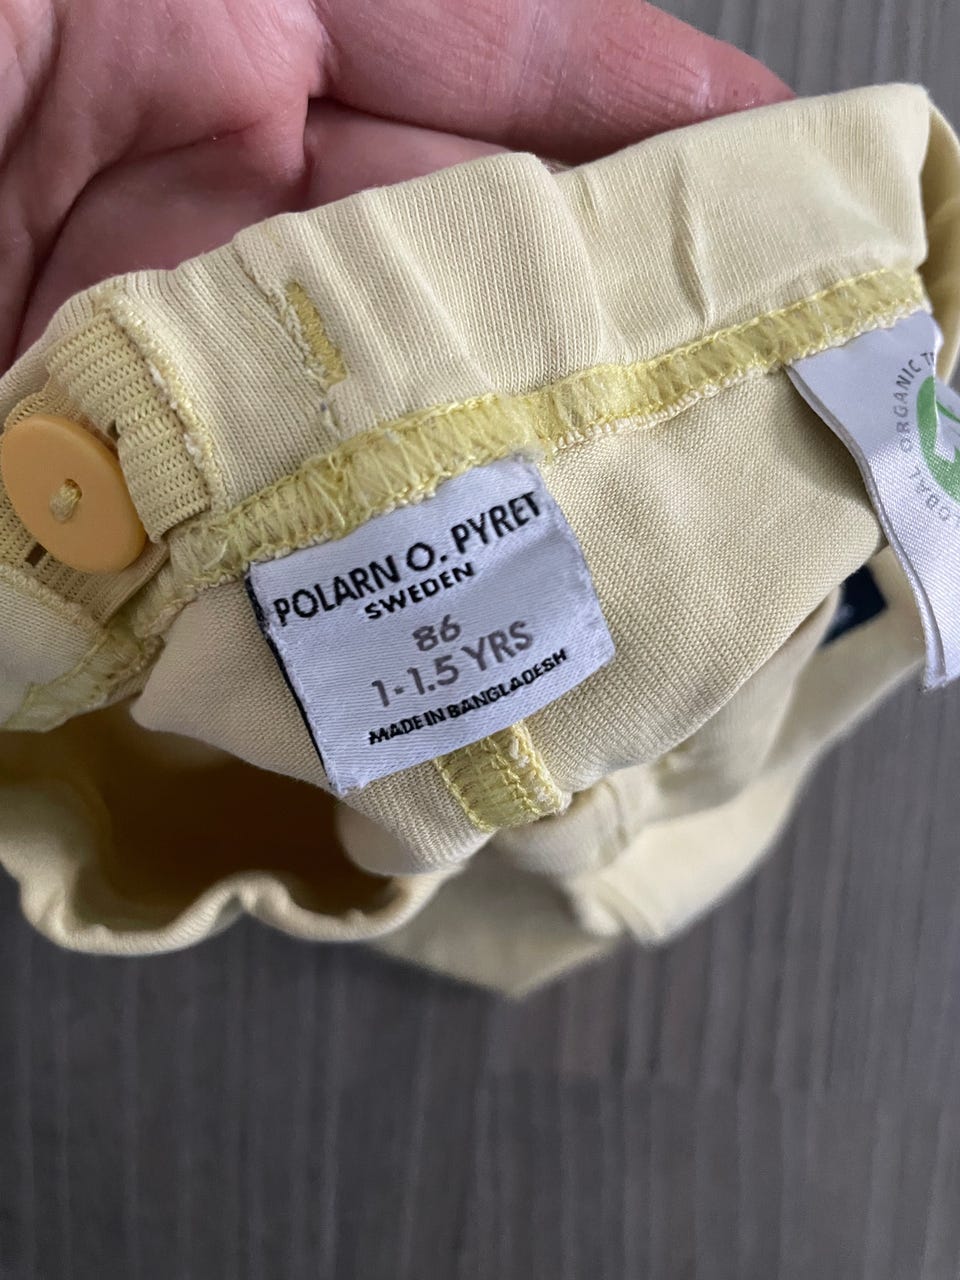 POLARN O. PYRET
SWEDEN
86
1-1.5 YRS
MADE IN BANGLADESH
ORGANIC